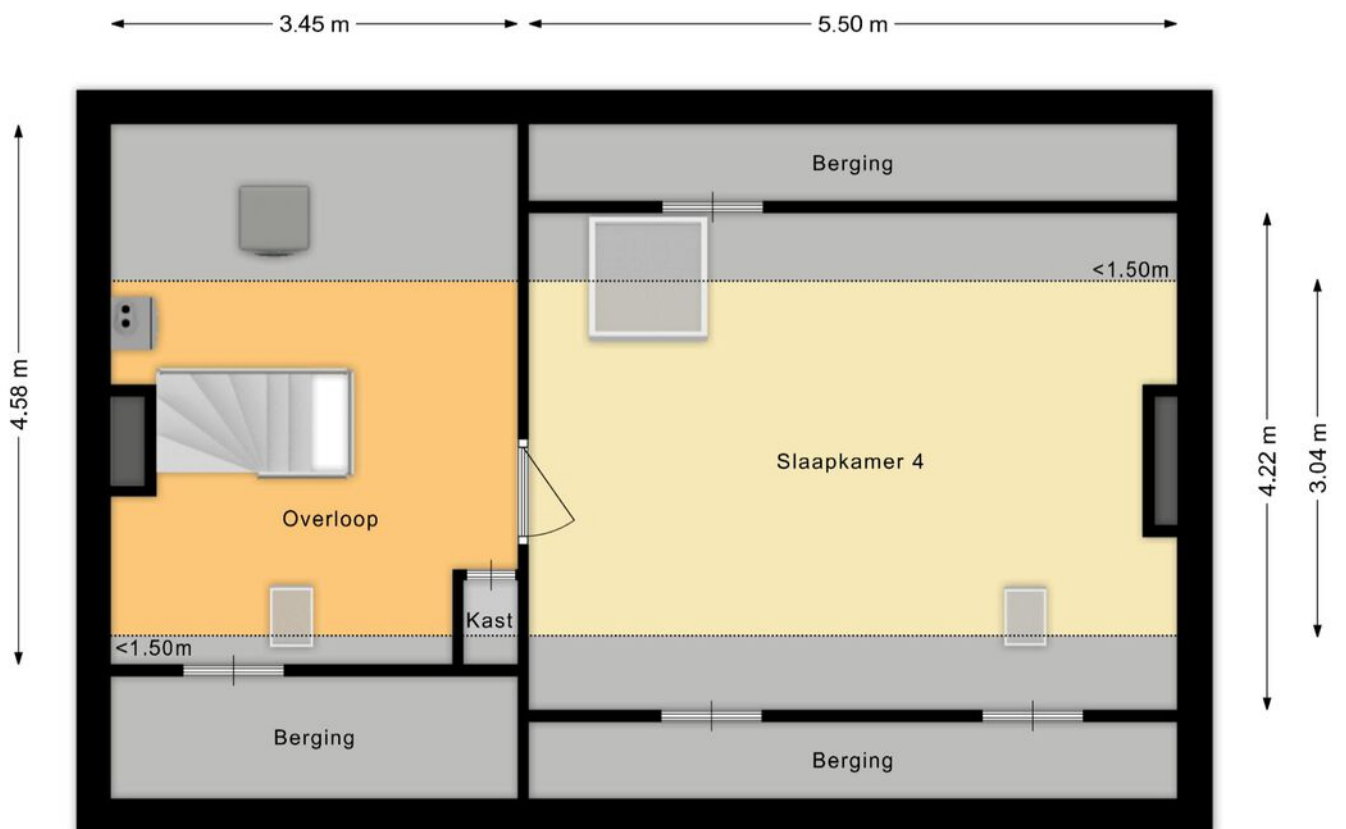 3.45 m
5.50 m
Berging
<1.50m
4.58 m
4.22 m
3.04 m
Slaapkamer 4
Overloop
Kast
<1.50m
Berging
Berging